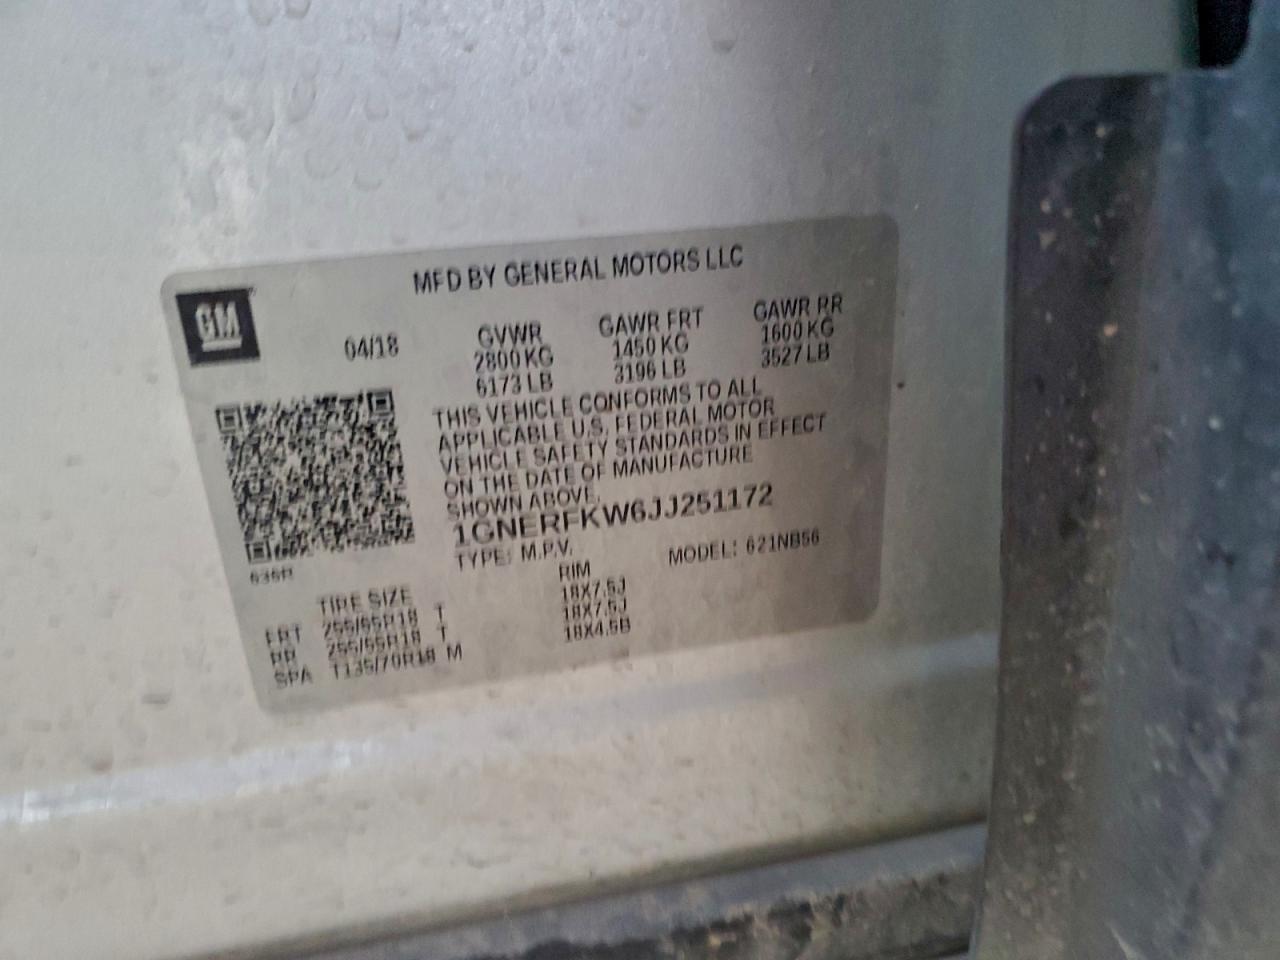 MFD BY GENERAL MOTORS LLC
GM
04/18 GVWR GAWR FRT GAWR RR
2800 KG 1450 KG 1600 KG
6173 LB 3196 LB 3527 LB
THIS VEHICLE CONFORMS TO ALL
APPLICABLE U.S. FEDERAL MOTOR
VEHICLE SAFETY STANDARDS IN EFFECT
ON THE DATE OF MANUFACTURE
SHOWN ABOVE.
1GNERFKW6JJ251172
TYPE: M.P.V. MODEL: 621NB56
TIRE SIZE RIM
FRT 255/65R18 T 18X7.5J
RR 255/65R18 T 18X7.5J
SPA T135/70R18 M 18X4.5B